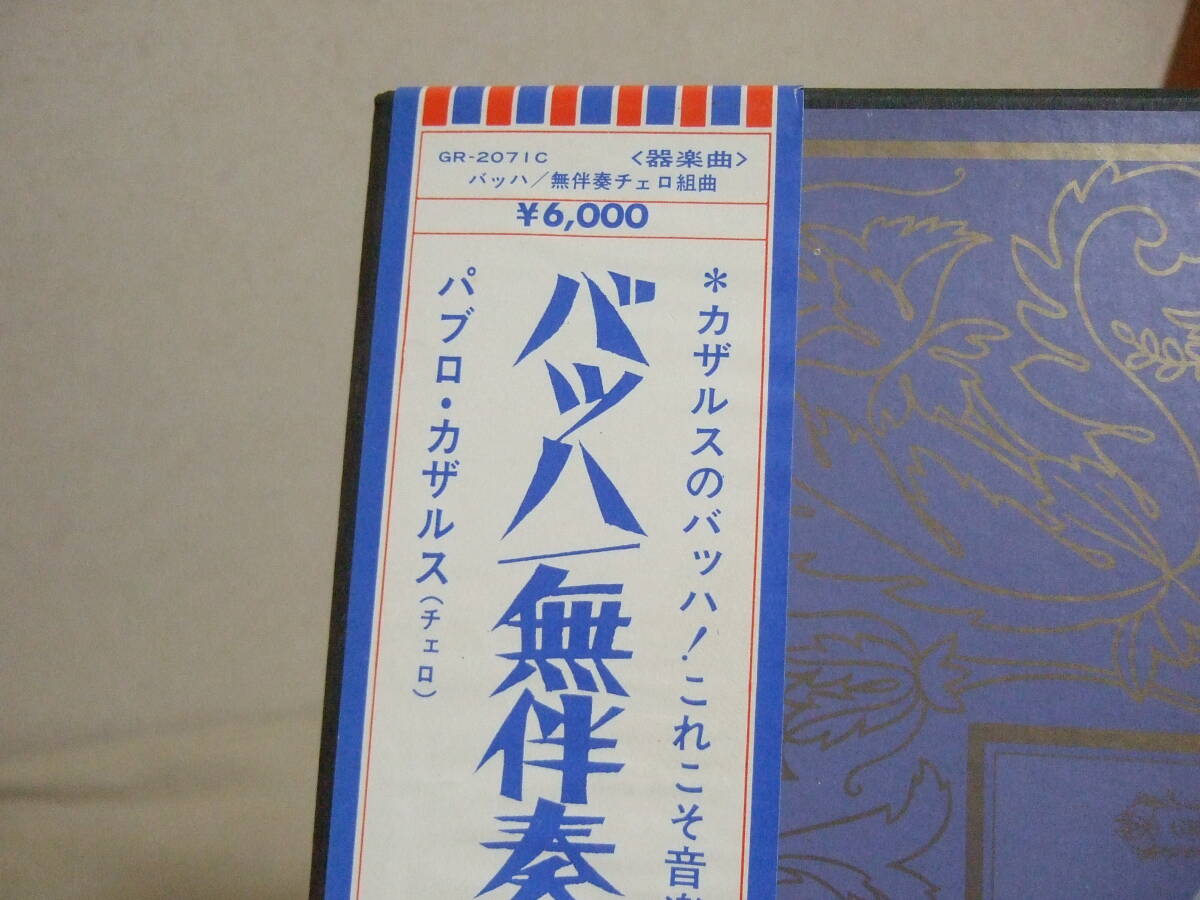 GR-2071C 〈器楽曲〉
バッハ／無伴奏チェロ組曲
¥6,000
＊カザルスのバッハ！これこそ音楽
バッハ／無伴奏
パブロ・カザルス（チェロ）